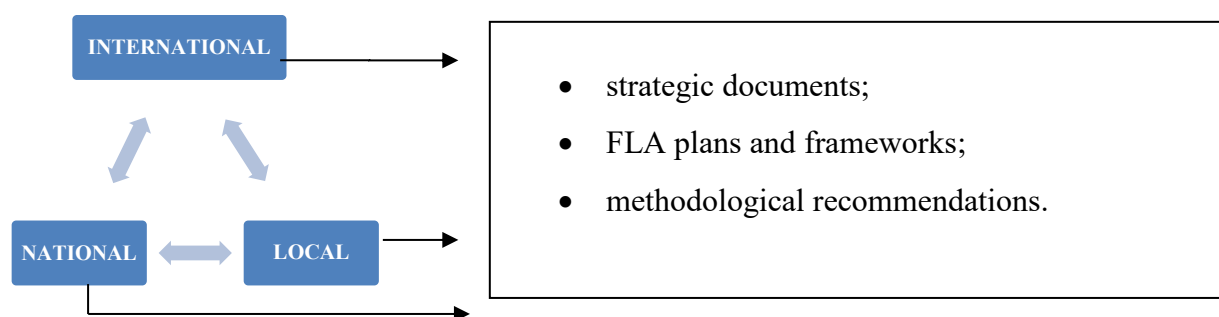 INTERNATIONAL
NATIONAL
LOCAL
• strategic documents;
• FLA plans and frameworks;
• methodological recommendations.